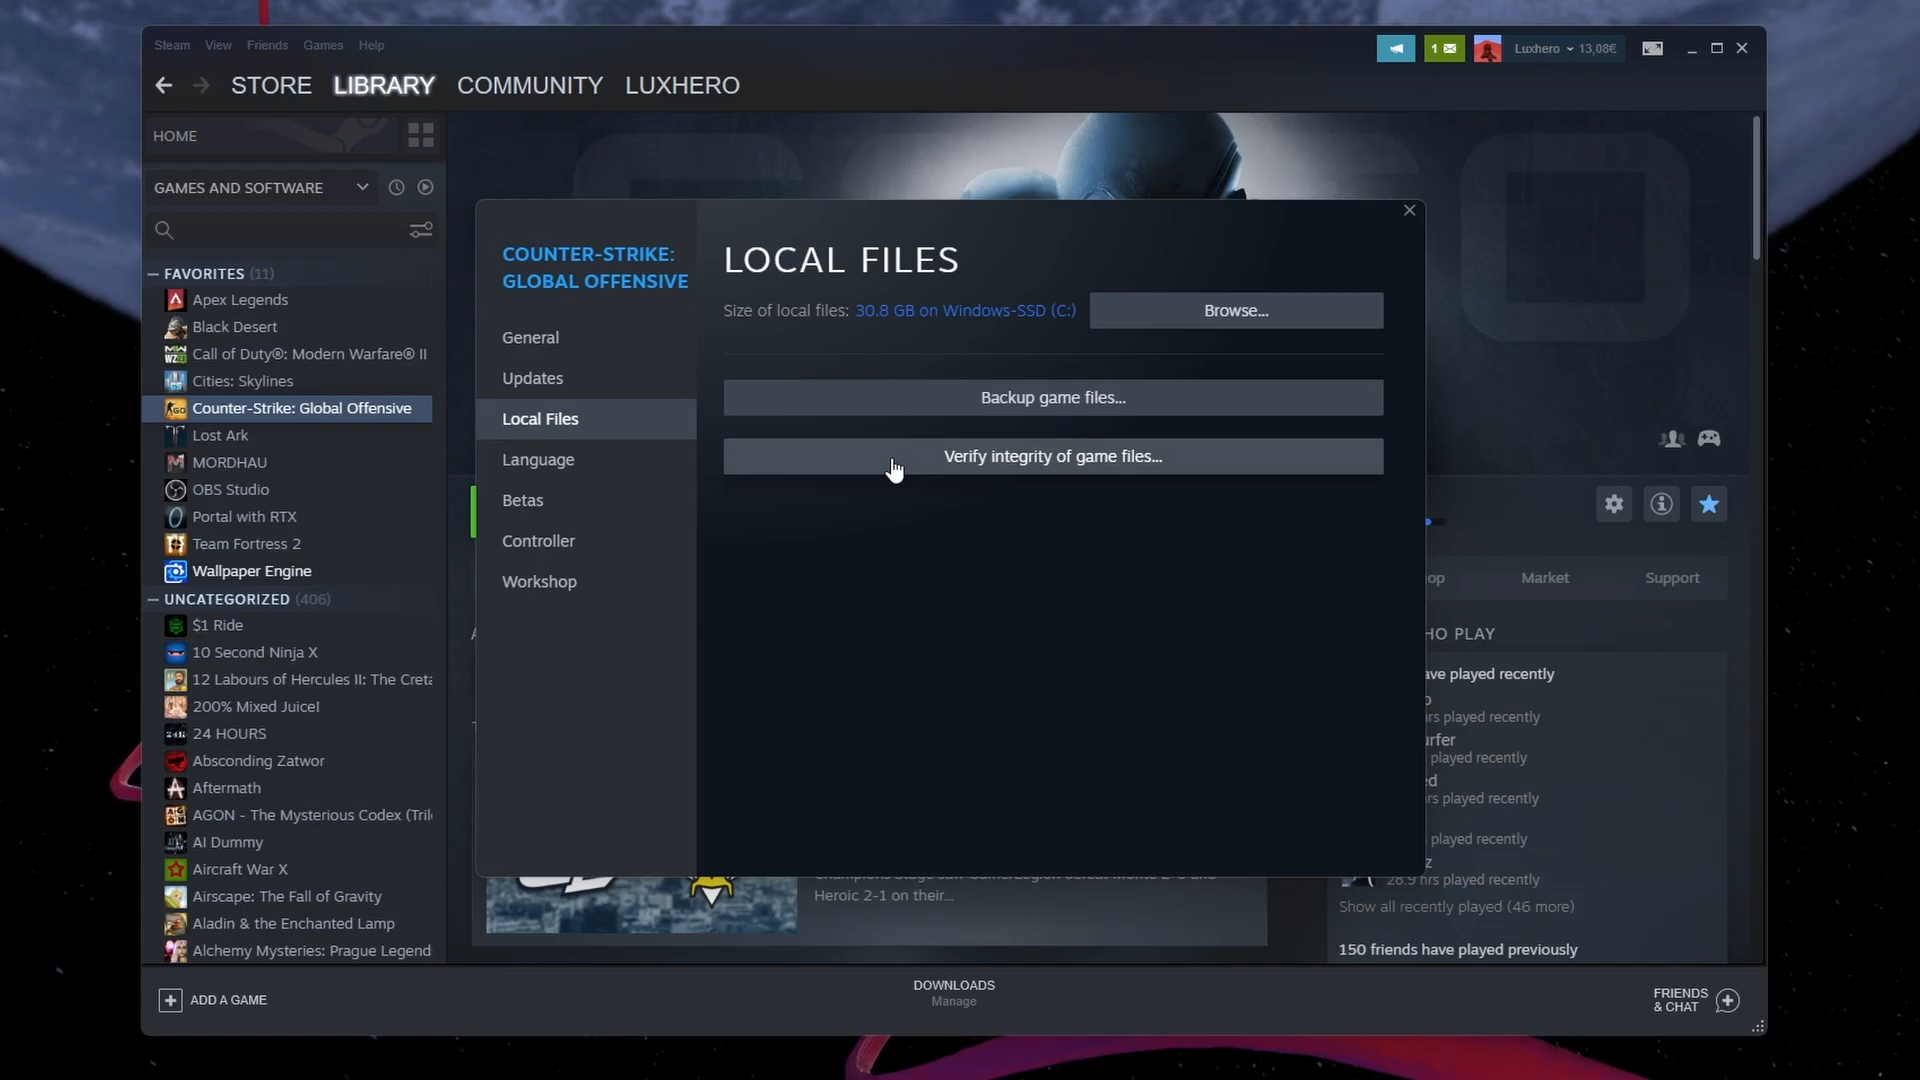 Steam View Friends Games Help
1
Luxhero 13,08€
STORE LIBRARY COMMUNITY LUXHERO
HOME
GAMES AND SOFTWARE
FAVORITES (11)
Apex Legends
Black Desert
Call of Duty®: Modern Warfare® II
Cities: Skylines
Counter-Strike: Global Offensive
Lost Ark
MORDHAU
OBS Studio
Portal with RTX
Team Fortress 2
Wallpaper Engine
UNCATEGORIZED (406)
$1 Ride
10 Second Ninja X
12 Labours of Hercules II: The Creta
200% Mixed Juice!
24 HOURS
Absconding Zatwor
Aftermath
AGON - The Mysterious Codex (Tril
AI Dummy
Aircraft War X
Airscape: The Fall of Gravity
Aladin & the Enchanted Lamp
Alchemy Mysteries: Prague Legend
COUNTER-STRIKE:
GLOBAL OFFENSIVE
General
Updates
Local Files
Language
Betas
Controller
Workshop
LOCAL FILES
Size of local files: 30.8 GB on Windows-SSD (C:)
Browse...
Backup game files...
Verify integrity of game files...
Market
Support
HO PLAY
ave played recently
rs played recently
urfer
played recently
ed
rs played recently
played recently
z
28.9 hrs played recently
Show all recently played (46 more)
150 friends have played previously
Heroic 2-1 on their...
ADD A GAME
DOWNLOADS
Manage
FRIENDS
& CHAT